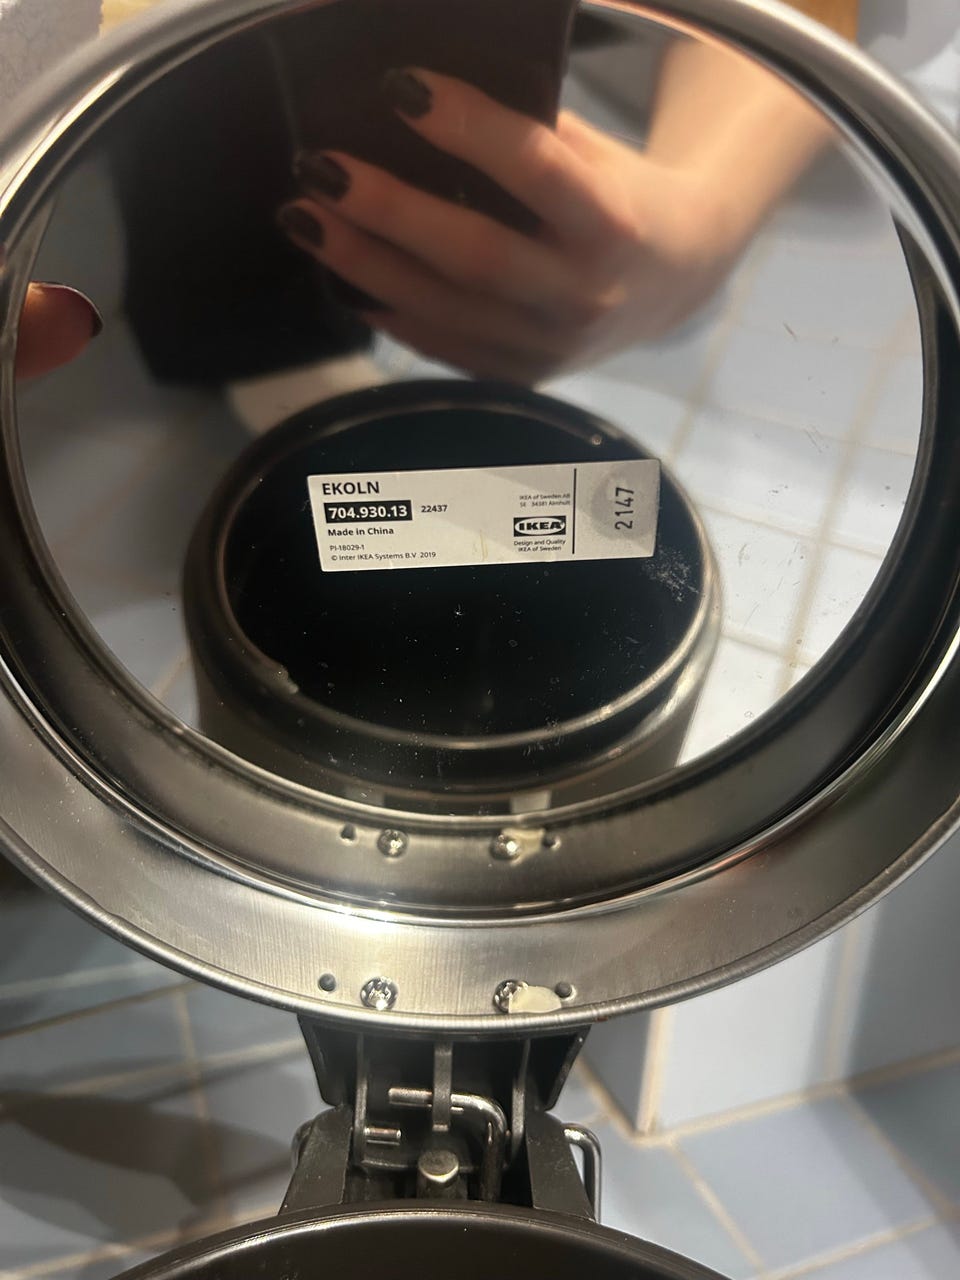 EKOLN
704.930.13 22437
Made in China
PI-18029-1
© Inter IKEA Systems B.V. 2019
IKEA of Sweden AB
SE 34381 Älmhult
IKEA
Design and Quality
IKEA of Sweden
2147